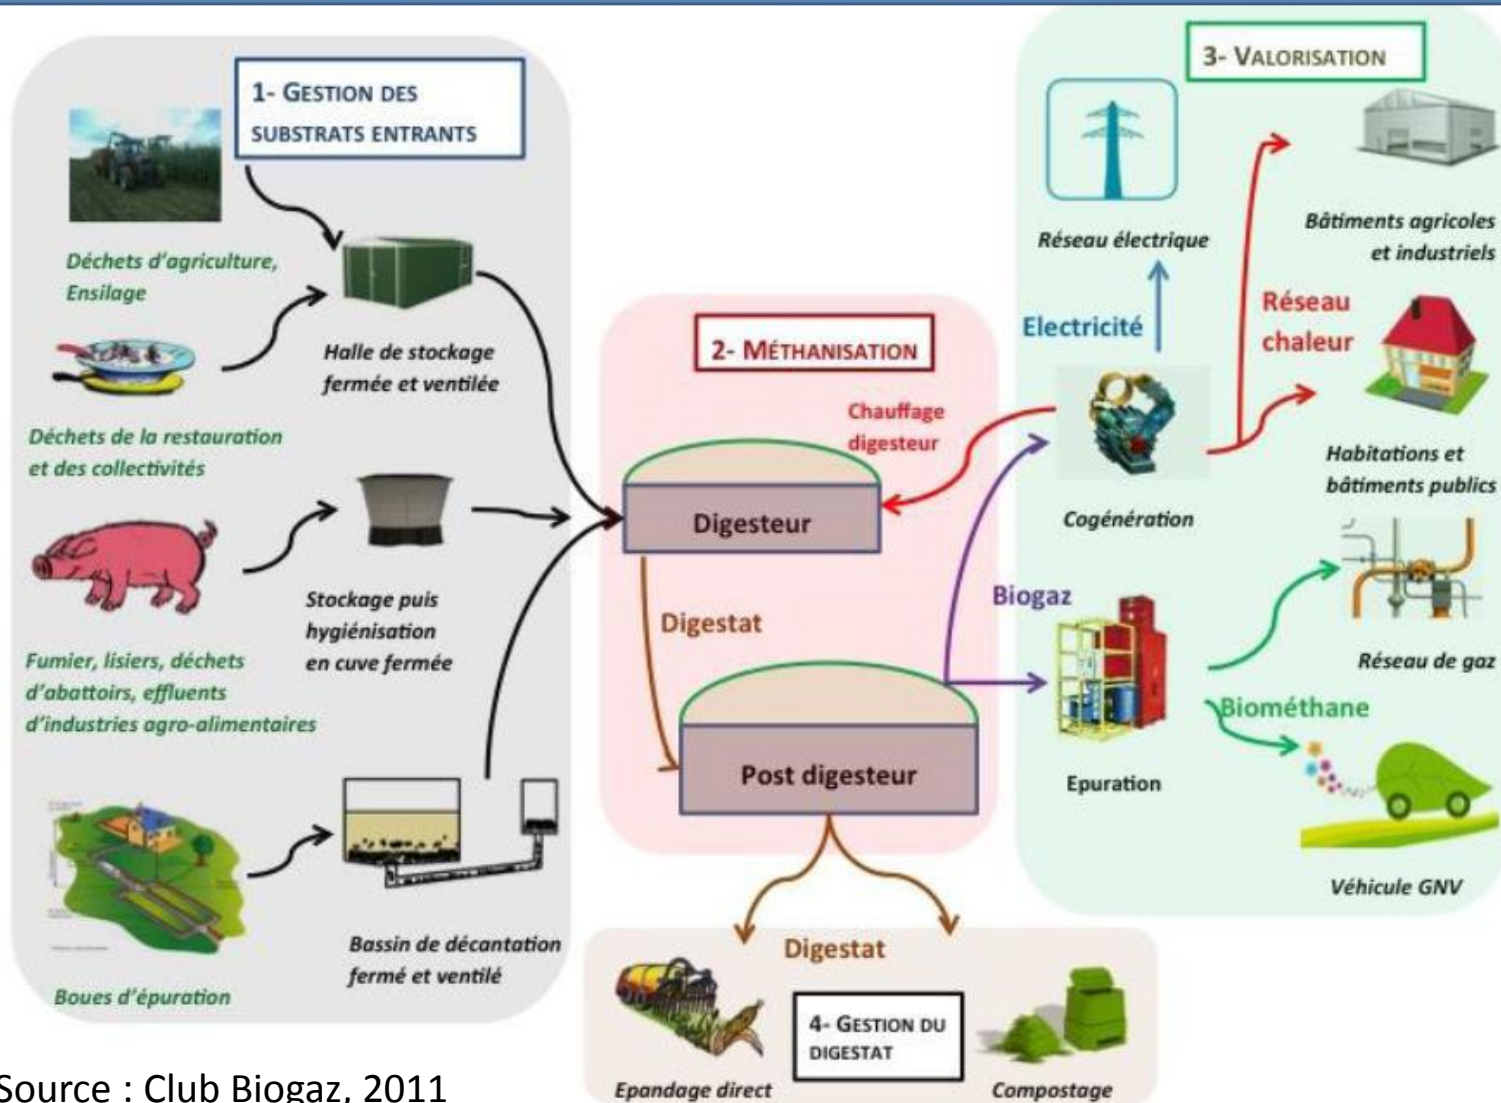 1- GESTION DES
SUBSTRATS ENTRANTS
Déchets d'agriculture,
Ensilage
Halle de stockage
fermée et ventilée
Déchets de la restauration
et des collectivités
Stockage puis
hygiénisation
en cuve fermée
Fumier, lisiers, déchets
d'abattoirs, effluents
d'industries agro-alimentaires
Bassin de décantation
fermé et ventilé
Boues d'épuration
2- MÉTHANISATION
Chauffage
digesteur
Digesteur
Digestat
Post digesteur
3- VALORISATION
Réseau électrique
Bâtiments agricoles
et industriels
Electricité
Réseau
chaleur
Cogénération
Habitations et
bâtiments publics
Biogaz
Réseau de gaz
Biométhane
Epuration
Véhicule GNV
Digestat
4- GESTION DU
DIGESTAT
Epandage direct
Compostage
Source : Club Biogaz, 2011